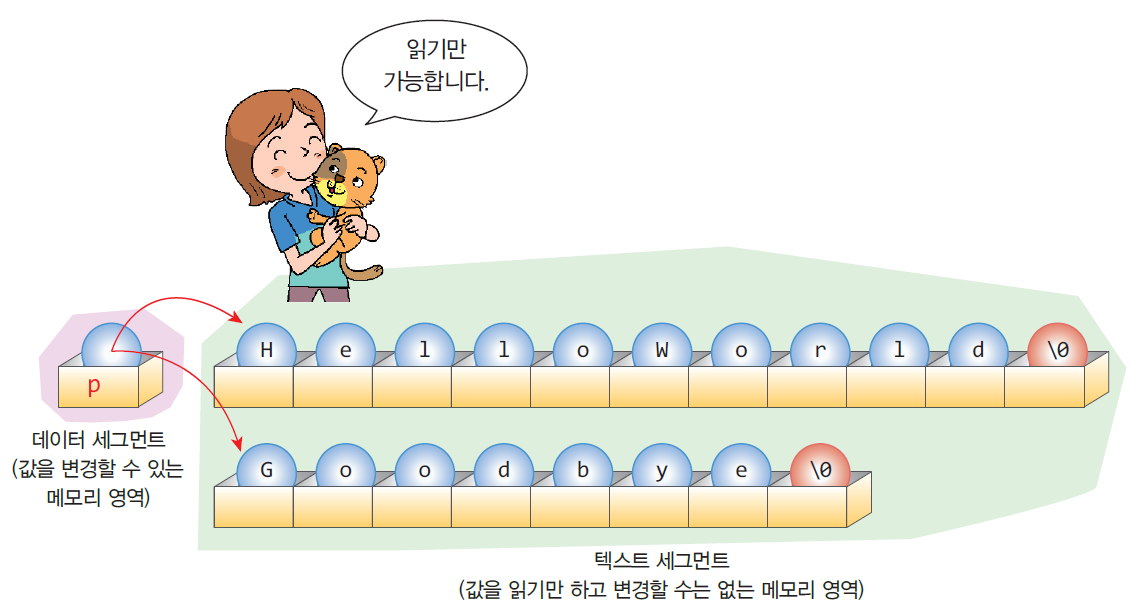 읽기만
가능합니다.
H e l l o W o r l d \0
p
데이터 세그먼트
(값을 변경할 수 있는
메모리 영역)
G o o d b y e \0
텍스트 세그먼트
(값을 읽기만 하고 변경할 수는 없는 메모리 영역)